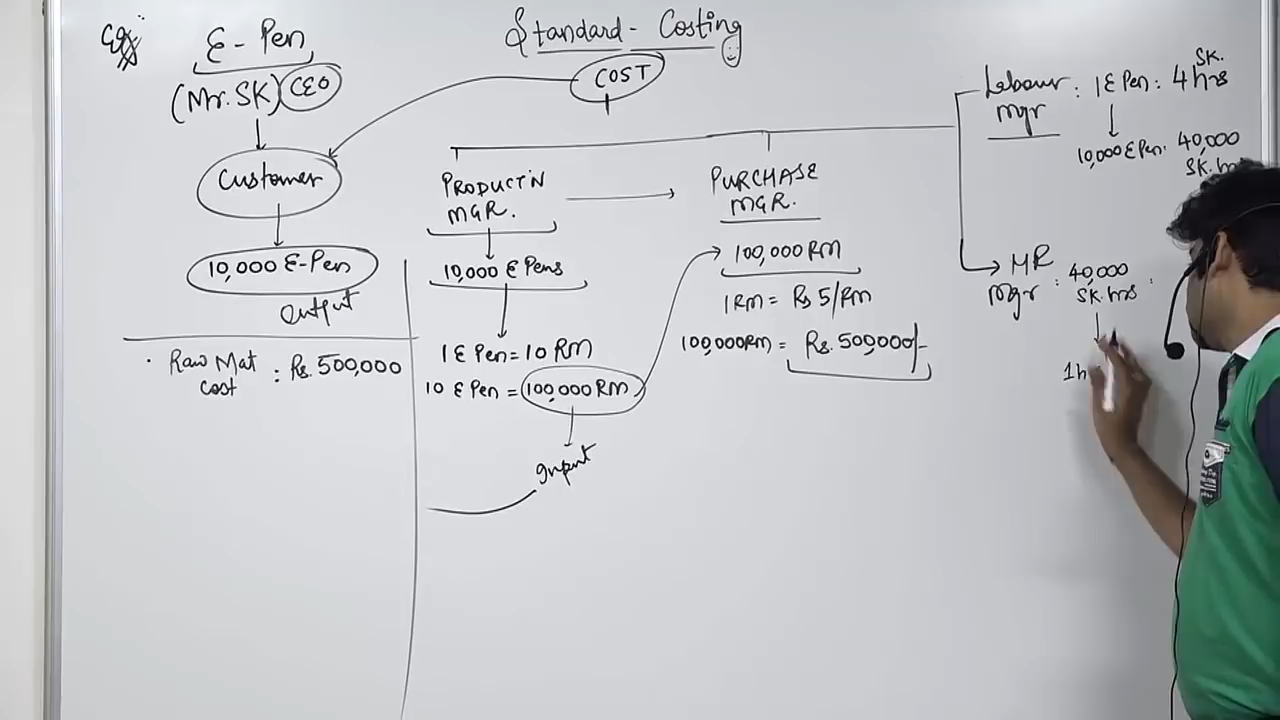 Eg:
E-Pen
(Mr. SK) CEO
Customer
10,000 E-Pen
Output
· Raw Mat cost : Rs. 500,000
Standard-Costing
COST
PRODUCT'N
MGR.
10,000 E Pens
1 E Pen = 10 RM
10 E Pen = 100,000 RM
Input
PURCHASE
MGR.
100,000 RM
1 RM = Rs 5/RM
100,000 RM = Rs. 500,000/-
Labour Mgr : 1 E Pen : 4 SK. hrs
10,000 E Pen : 40,000 SK. hrs
HR Mgr : 40,000 SK. hrs :
1h